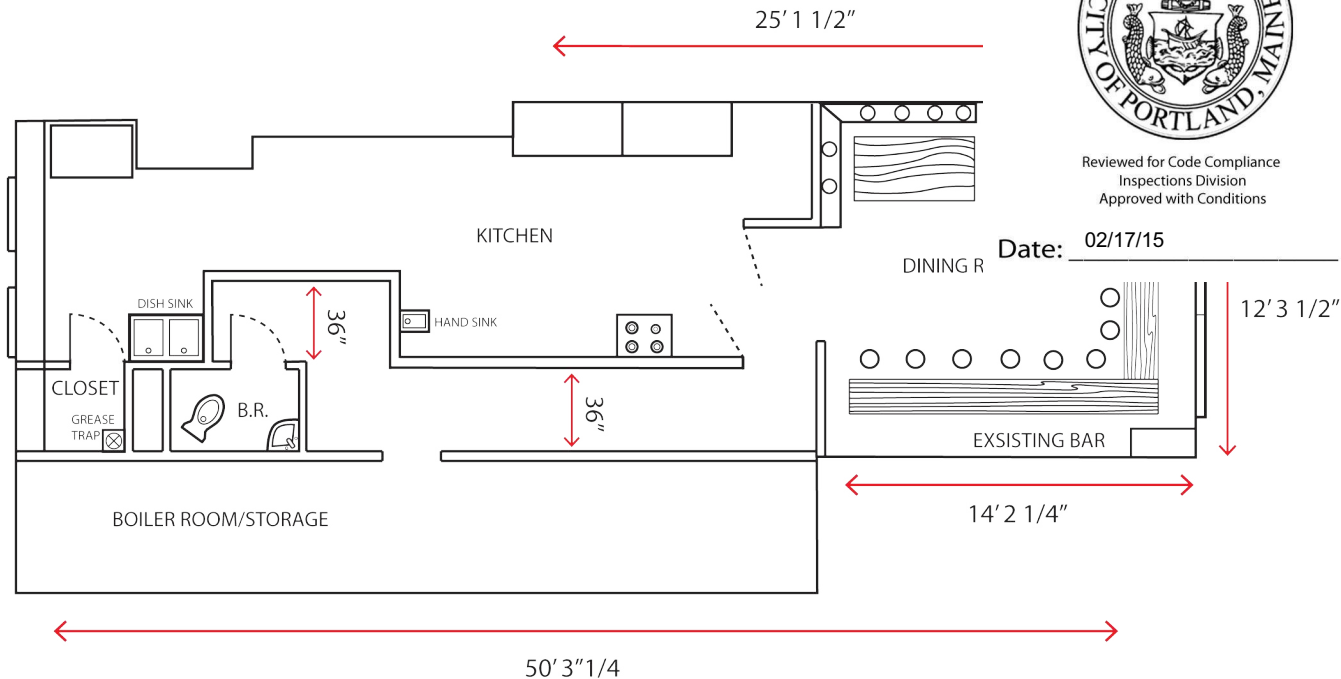 25' 1 1/2"
CITY OF PORTLAND, MAIN
Reviewed for Code Compliance
Inspections Division
Approved with Conditions
Date: 02/17/15
KITCHEN
DINING R
12' 3 1/2"
DISH SINK
36"
HAND SINK
CLOSET
GREASE
TRAP
B.R.
36"
EXSISTING BAR
14' 2 1/4"
BOILER ROOM/STORAGE
50' 3"1/4